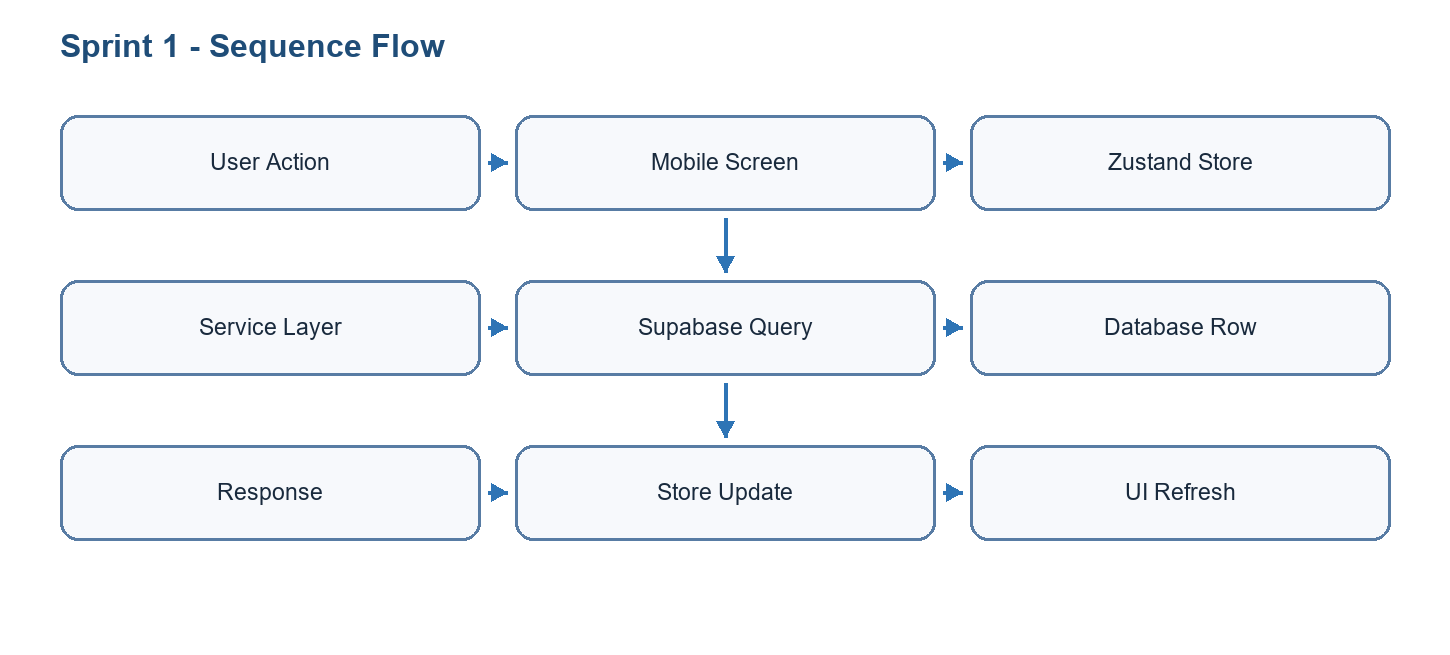 Sprint 1 - Sequence Flow
User Action
Mobile Screen
Zustand Store
Service Layer
Supabase Query
Database Row
Response
Store Update
UI Refresh